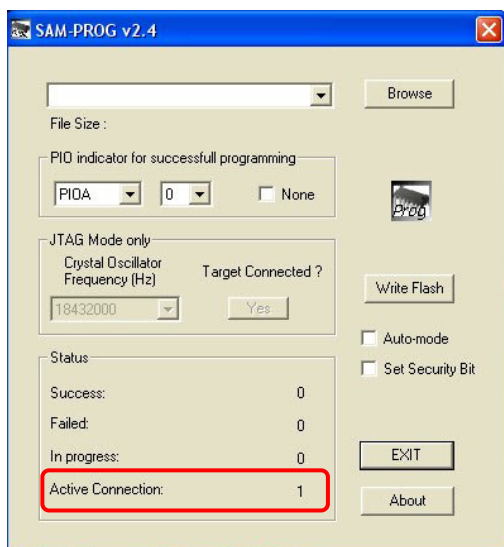 SAM-PROG v2.4
Browse
File Size :
PIO indicator for successfull programming
PIOA 0 None
Prog
JTAG Mode only
Crystal Oscillator
Frequency (Hz)
Target Connected ?
18432000 Yes
Write Flash
Auto-mode
Set Security Bit
Status
Success: 0
Failed: 0
In progress: 0
Active Connection: 1
EXIT
About